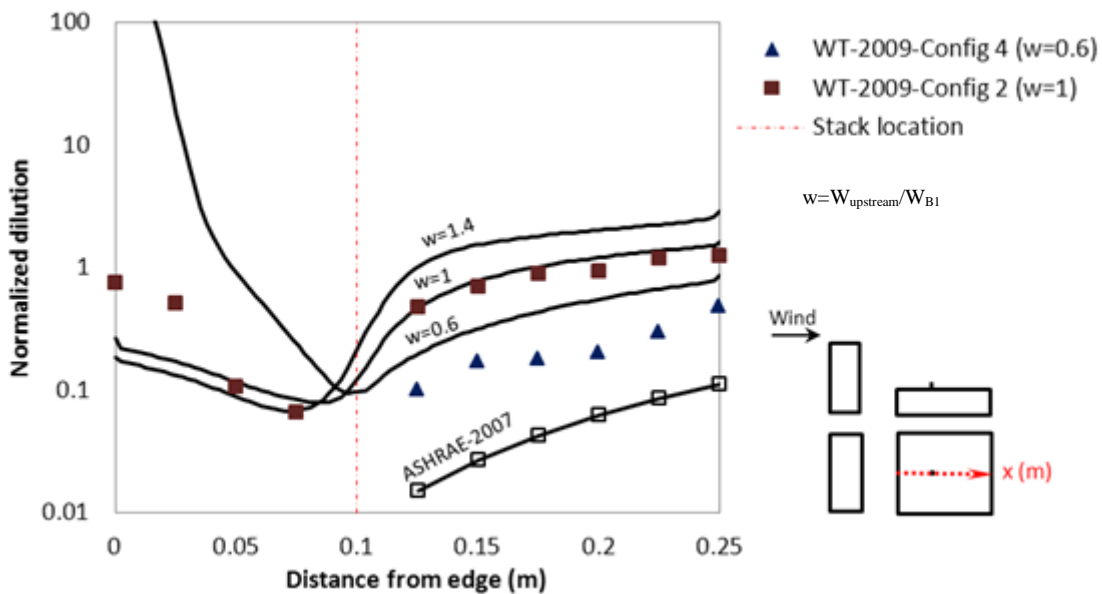 100
10
1
0.1
0.01
Normalized dilution
0
0.05
0.1
0.15
0.2
0.25
Distance from edge (m)
w=1.4
w=1
w=0.6
ASHRAE-2007
WT-2009-Config 4 (w=0.6)
WT-2009-Config 2 (w=1)
Stack location
w=W_upstream/W_B1
Wind
x (m)